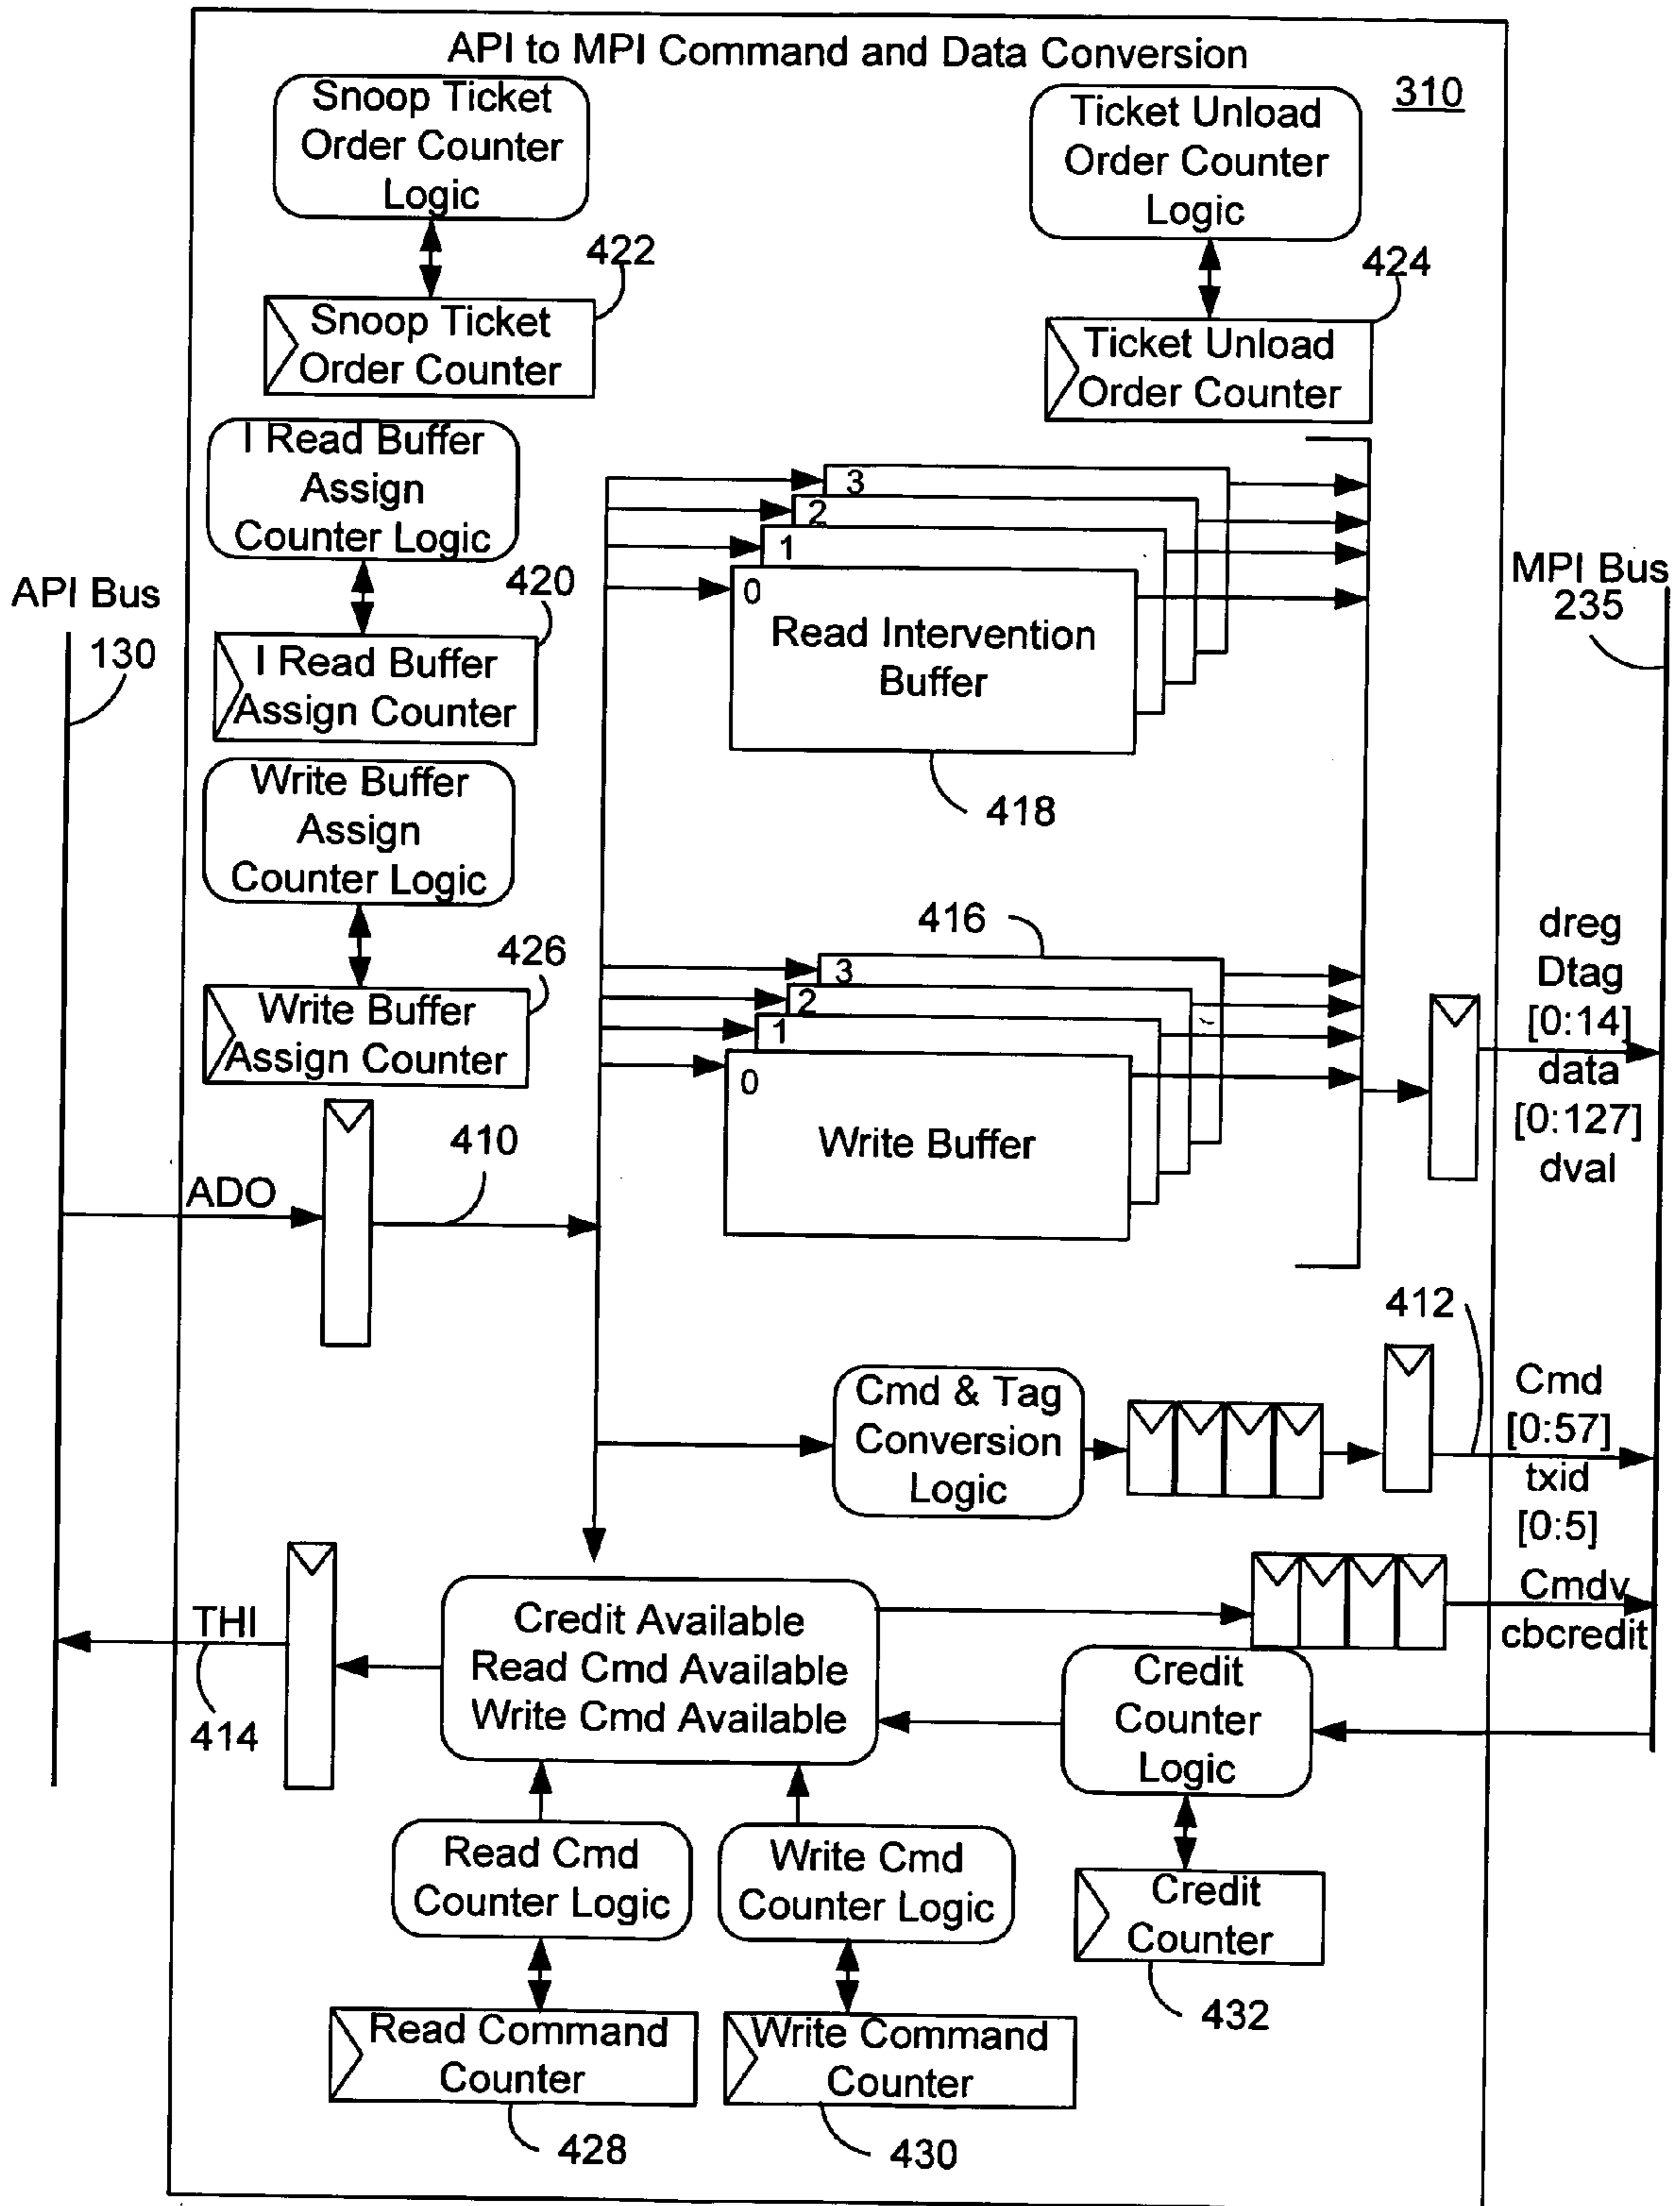 API to MPI Command and Data Conversion
310
Snoop Ticket
Order Counter
Logic
Ticket Unload
Order Counter
Logic
422
424
Snoop Ticket
Order Counter
Ticket Unload
Order Counter
I Read Buffer
Assign
Counter Logic
3
2
1
0
Read Intervention
Buffer
418
API Bus
130
420
MPI Bus
235
I Read Buffer
Assign Counter
Write Buffer
Assign
Counter Logic
426
Write Buffer
Assign Counter
416
3
2
1
0
Write Buffer
dreg
Dtag
[0:14]
data
[0:127]
dval
ADO
410
412
Cmd & Tag
Conversion
Logic
Cmd
[0:57]
txid
[0:5]
Cmdv
cbcredit
THI
414
Credit Available
Read Cmd Available
Write Cmd Available
Credit
Counter
Logic
Read Cmd
Counter Logic
Write Cmd
Counter Logic
Credit
Counter
432
Read Command
Counter
Write Command
Counter
428
430